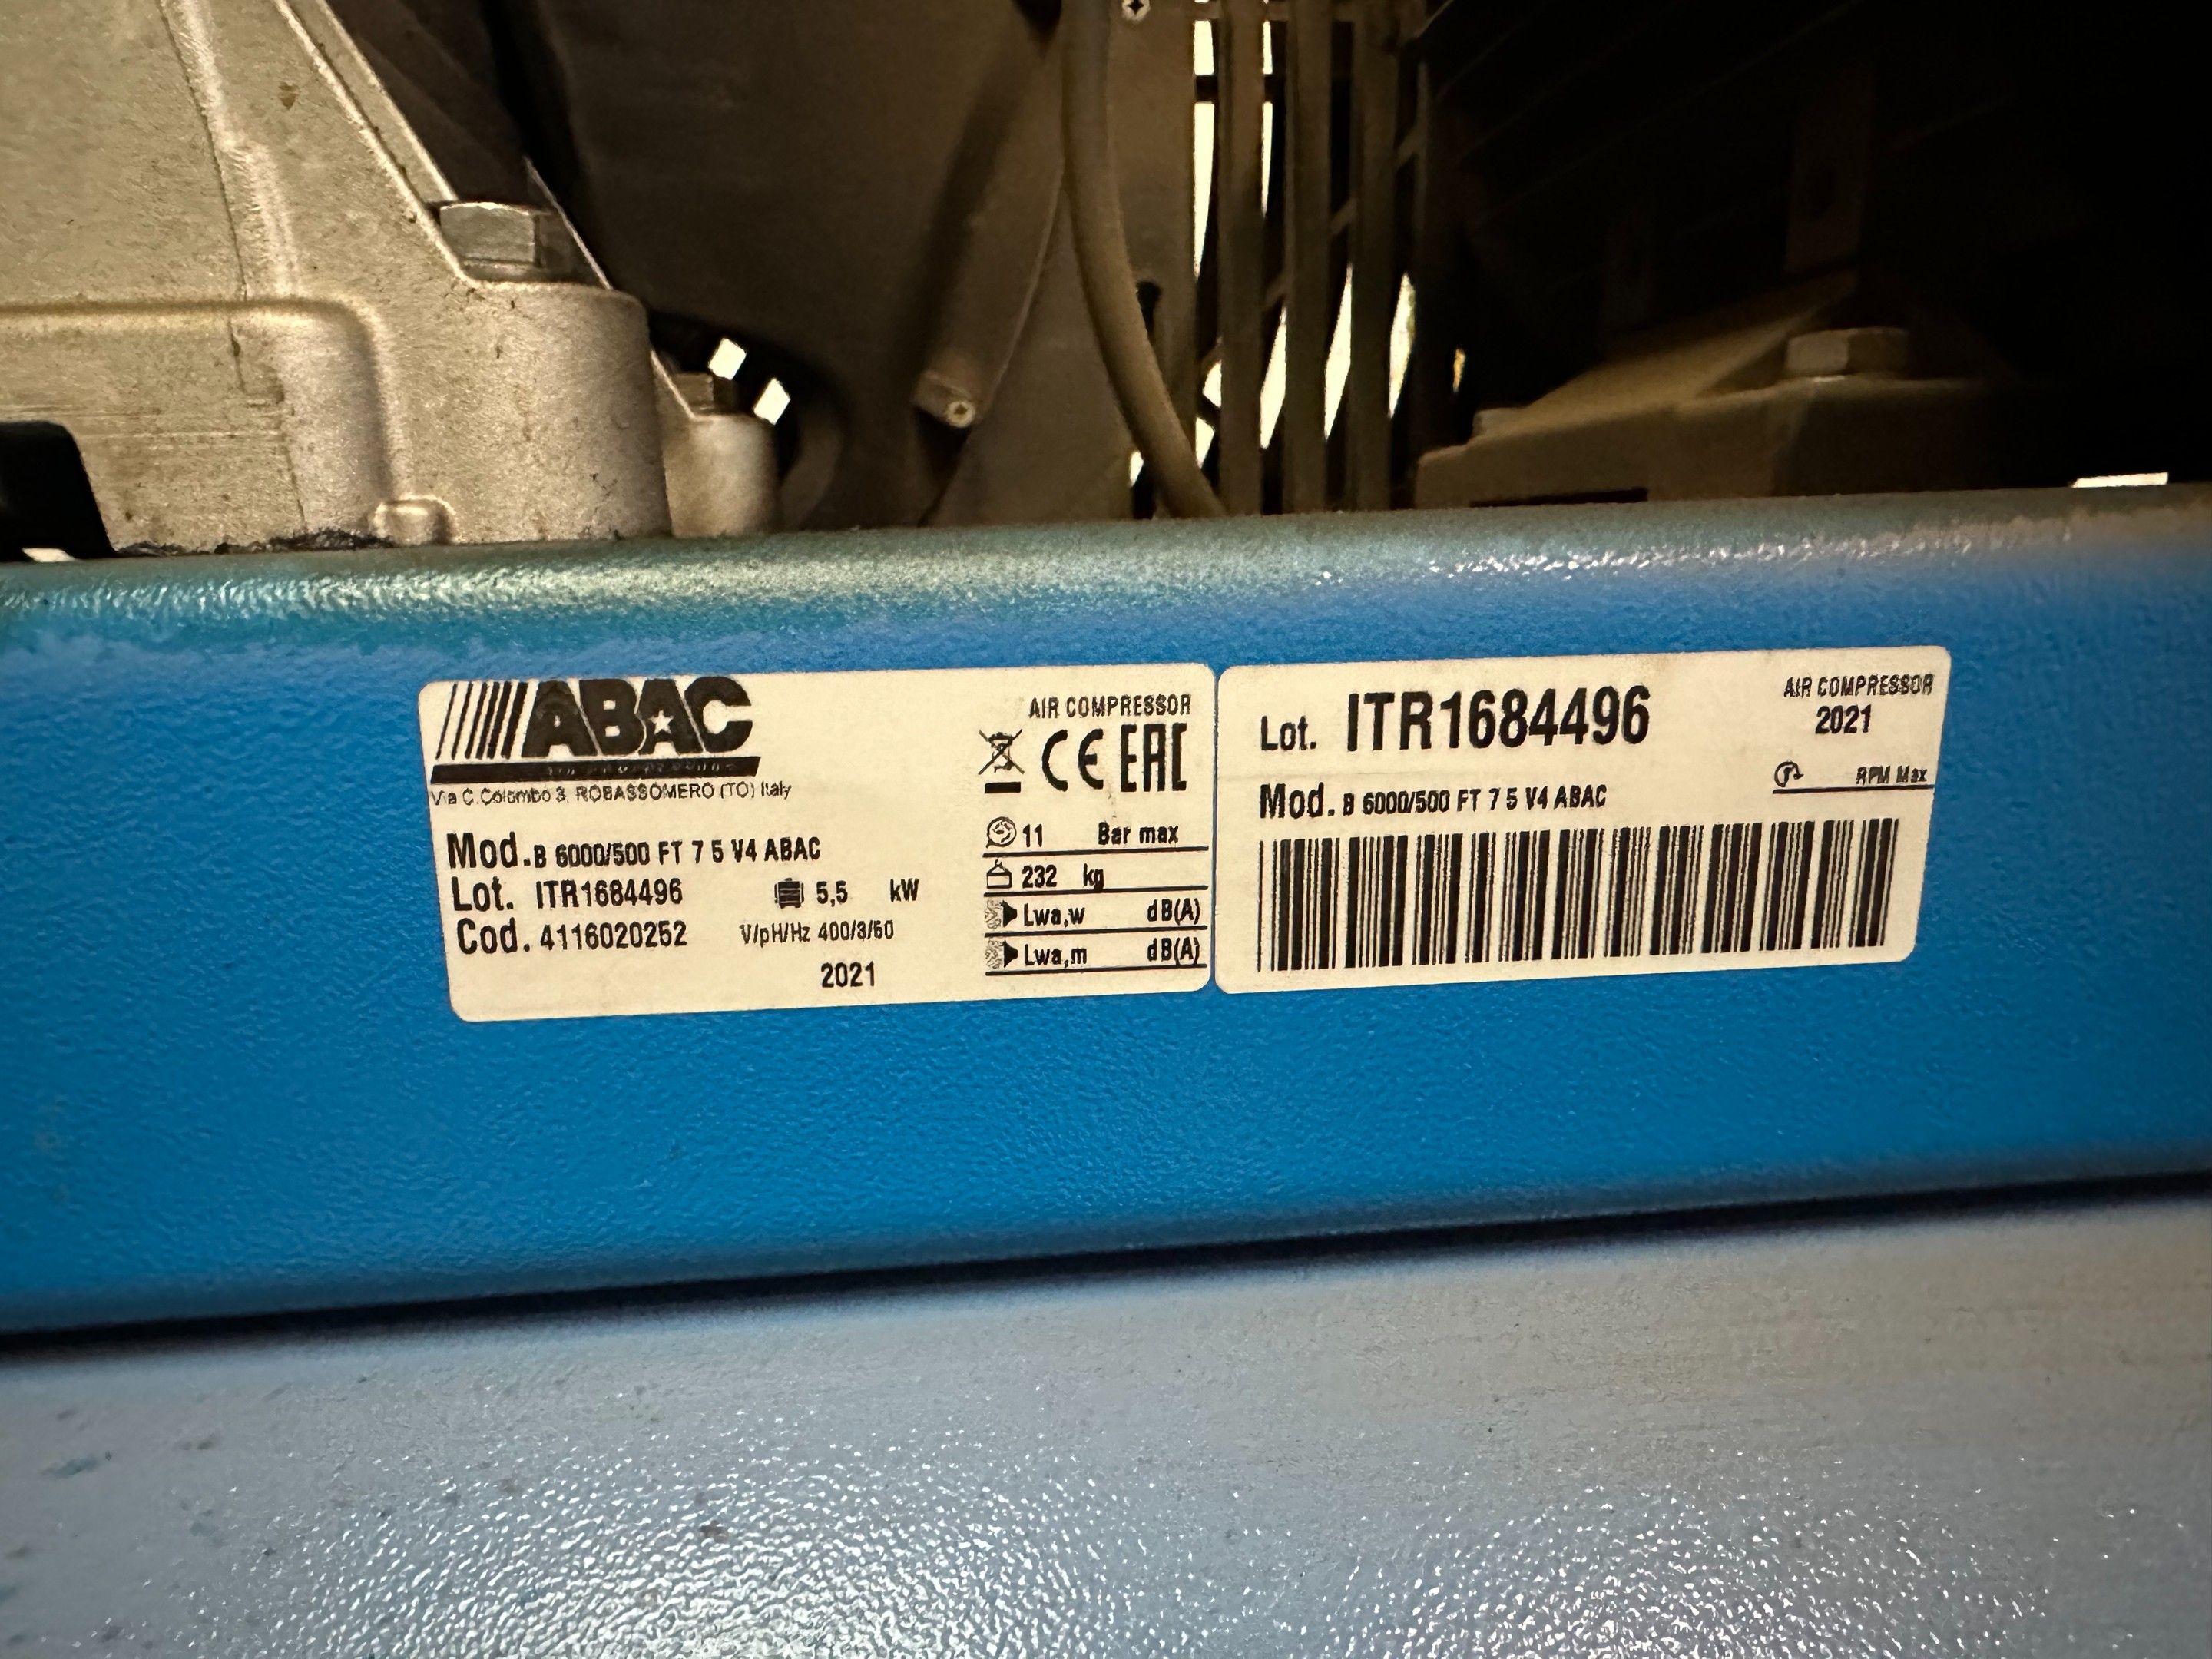 ABAC
AIR COMPRESSOR
CE EAC
Via C.Colombo 3, ROBASSOMERO (TO) Italy
Mod. B 6000/500 FT 7 5 V4 ABAC
Lot. ITR1684496 5,5 kW
Cod. 4116020252 V/pH/Hz 400/3/50
2021
11 Bar max
232 kg
Lwa,w dB(A)
Lwa,m dB(A)
Lot. ITR1684496
AIR COMPRESSOR
2021
RPM Max
Mod. B 6000/500 FT 7 5 V4 ABAC